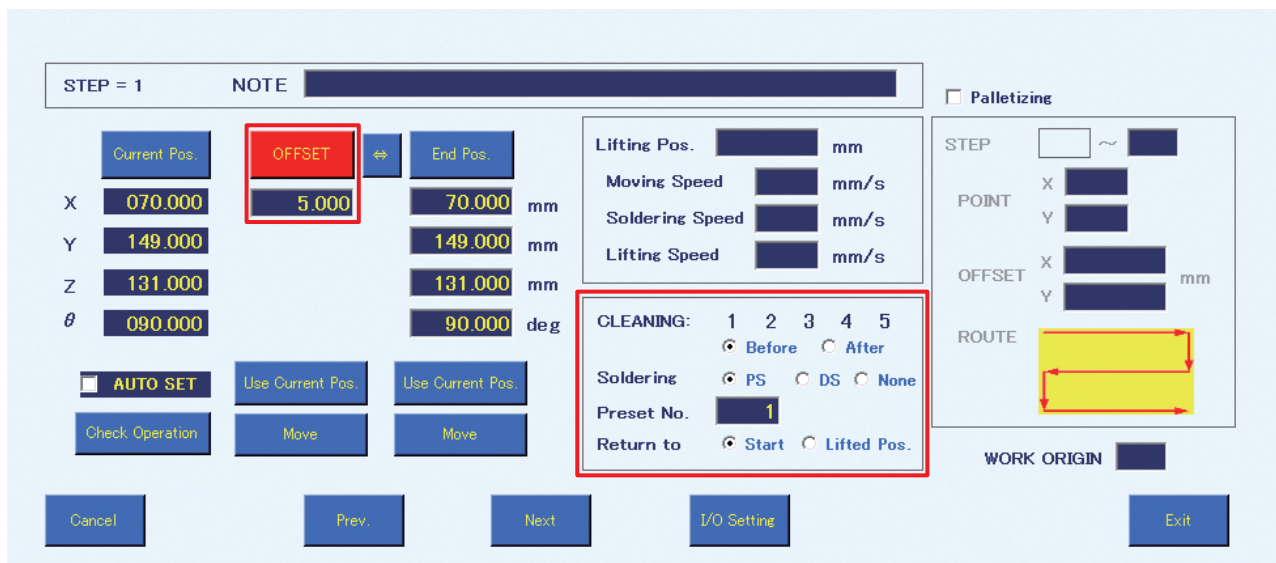 STEP = 1 NOTE
Palletizing
Current Pos. OFFSET ⇔ End Pos.
X 070.000 5.000 70.000 mm
Y 149.000 149.000 mm
Z 131.000 131.000 mm
θ 090.000 90.000 deg
AUTO SET Use Current Pos. Use Current Pos.
Check Operation Move Move
Lifting Pos. mm
Moving Speed mm/s
Soldering Speed mm/s
Lifting Speed mm/s
CLEANING: 1 2 3 4 5
Before After
Soldering PS DS None
Preset No. 1
Return to Start Lifted Pos.
STEP ~
POINT X
Y
OFFSET X mm
Y
ROUTE
WORK ORIGIN
Cancel Prev. Next I/O Setting Exit